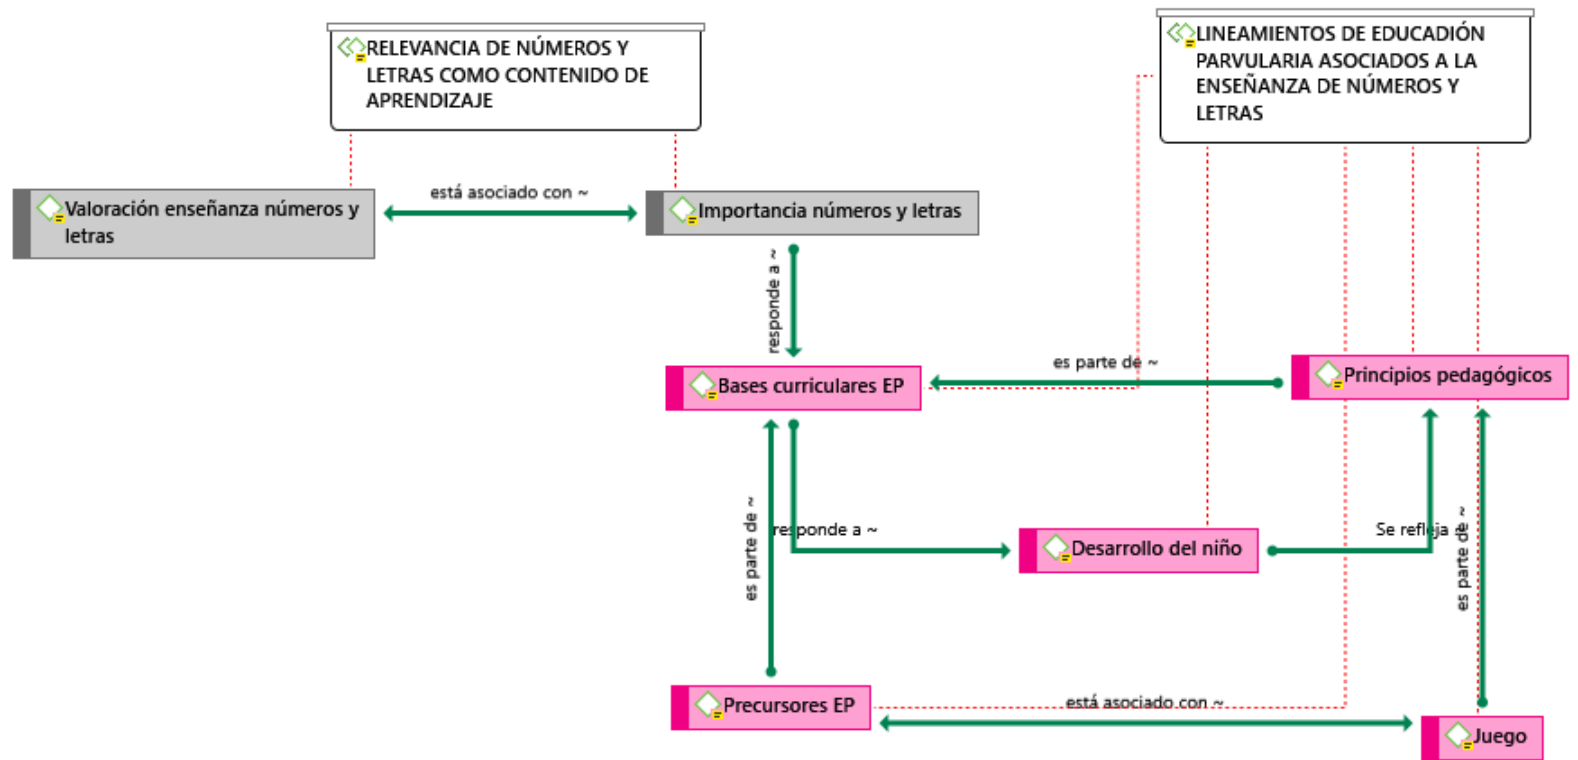 RELEVANCIA DE NÚMEROS Y
LETRAS COMO CONTENIDO DE
APRENDIZAJE
LINEAMIENTOS DE EDUCADIÓN
PARVULARIA ASOCIADOS A LA
ENSEÑANZA DE NÚMEROS Y
LETRAS
Valoración enseñanza números y
letras
está asociado con ~
Importancia números y letras
responde a ~
Bases curriculares EP
es parte de ~
Principios pedagógicos
es parte de ~
responde a ~
Desarrollo del niño
Se refleja ~
es parte de ~
Precursores EP
está asociado con ~
Juego